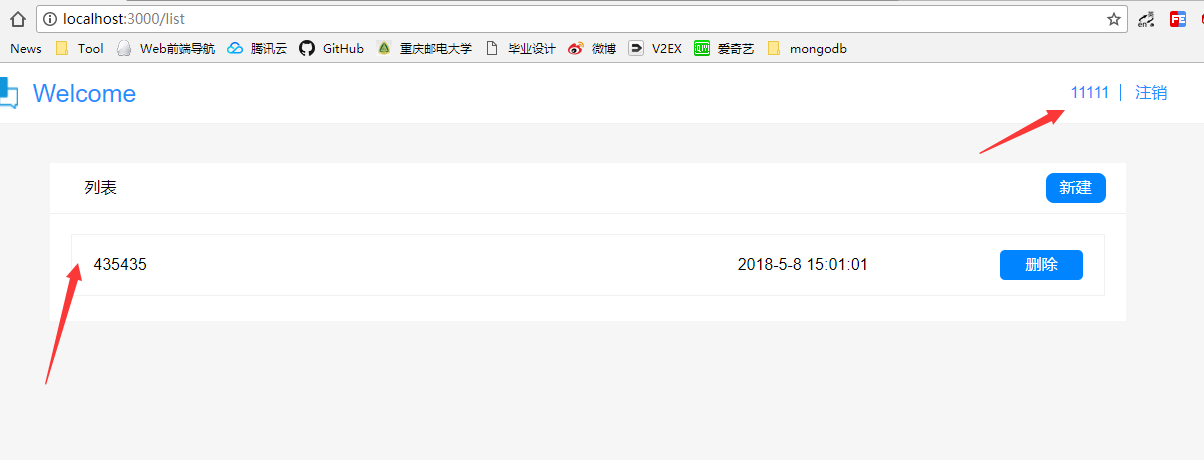 localhost:3000/list
News Tool Web前端导航 腾讯云 GitHub 重庆邮电大学 毕业设计 微博 V2EX 爱奇艺 mongodb
Welcome 11111 注销
列表 新建
435435 2018-5-8 15:01:01 删除